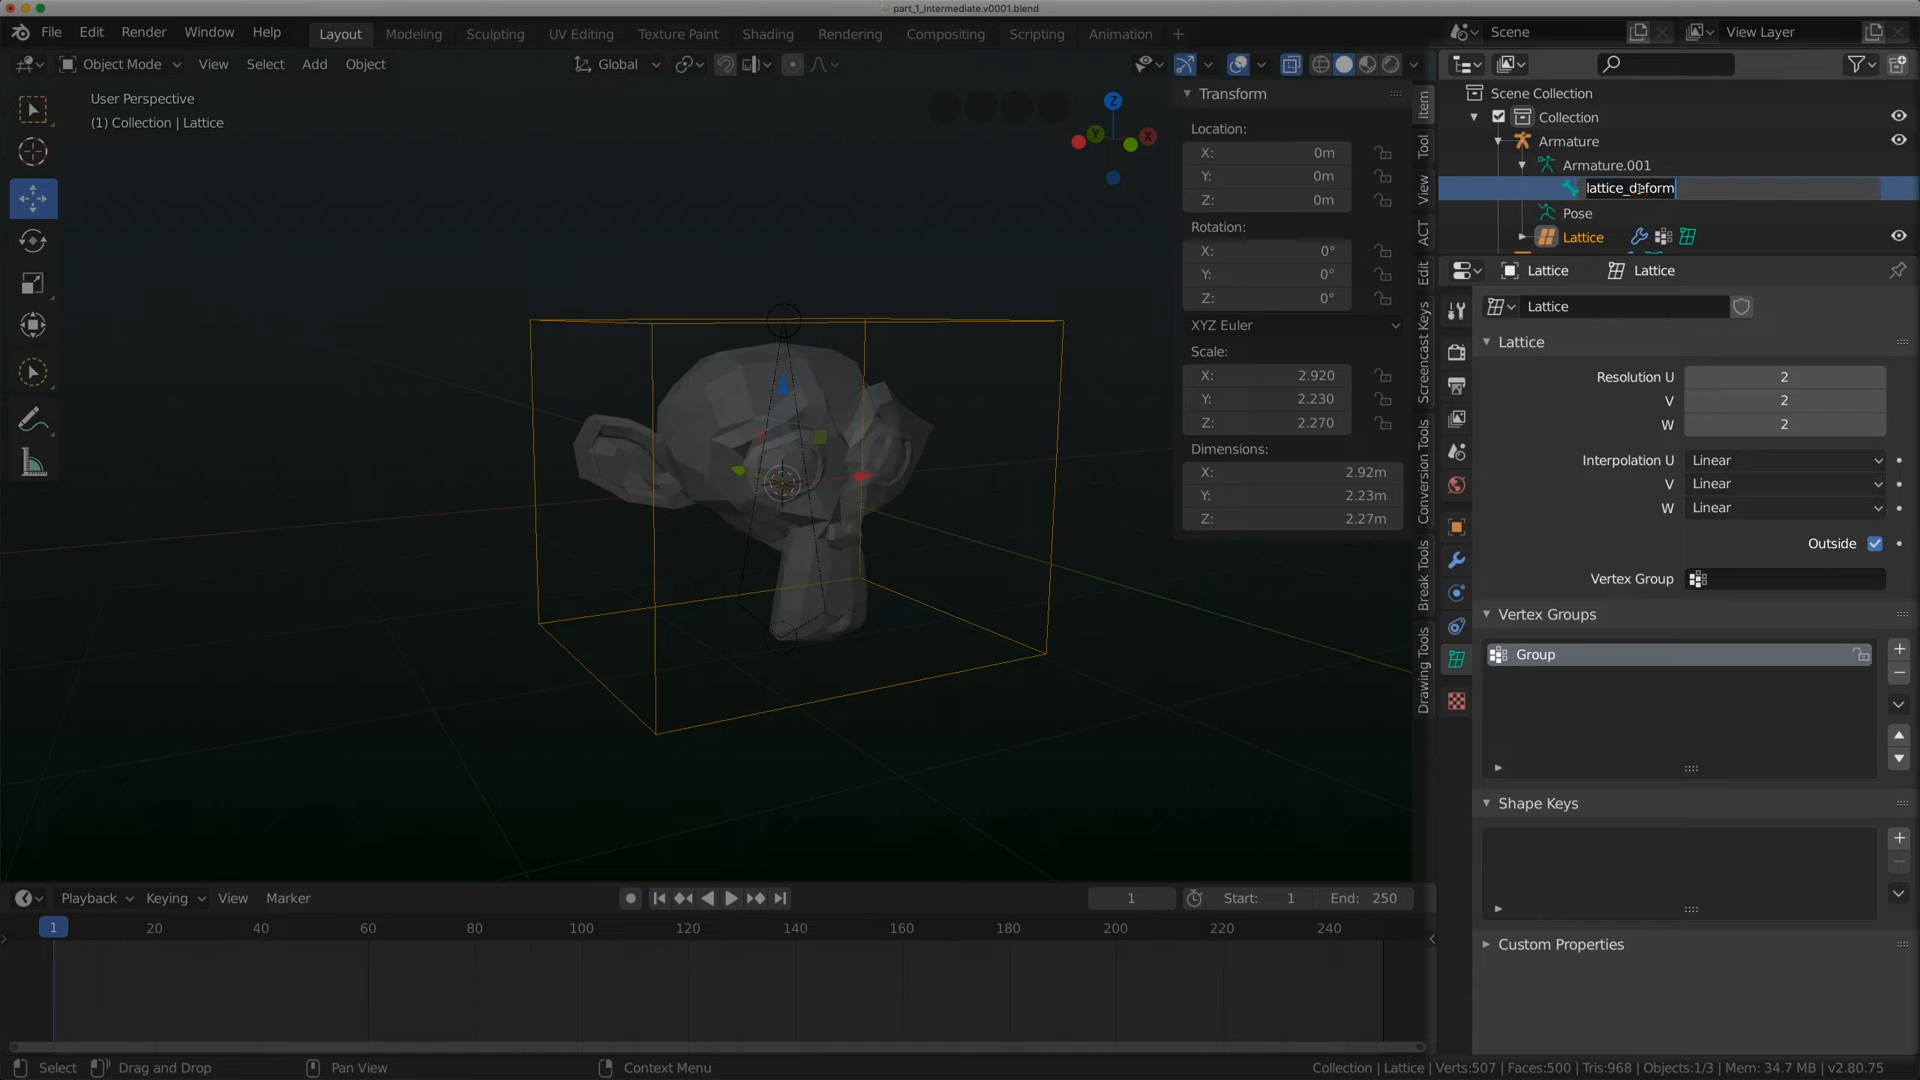 part_1_intermediate.v0001.blend
File Edit Render Window Help
Layout Modeling Sculpting UV Editing Texture Paint Shading Rendering Compositing Scripting Animation
Scene
View Layer
Object Mode View Select Add Object
Global
User Perspective
(1) Collection | Lattice
Z
Y
X
Transform
Location:
X: 0m
Y: 0m
Z: 0m
Rotation:
X: 0°
Y: 0°
Z: 0°
XYZ Euler
Scale:
X: 2.920
Y: 2.230
Z: 2.270
Dimensions:
X: 2.92m
Y: 2.23m
Z: 2.27m
Item
Tool
View
ACT
Edit
Screencast Keys
Conversion Tools
Break Tools
Drawing Tools
Scene Collection
Collection
Armature
Armature.001
lattice_deform
Pose
Lattice
Lattice Lattice
Lattice
Lattice
Resolution U 2
V 2
W 2
Interpolation U Linear
V Linear
W Linear
Outside
Vertex Group
Vertex Groups
Group
Shape Keys
Custom Properties
Playback Keying View Marker
1
Start: 1
End: 250
1 20 40 60 80 100 120 140 160 180 200 220 240
Select Drag and Drop Pan View Context Menu
Collection | Lattice | Verts:507 | Faces:500 | Tris:968 | Objects:1/3 | Mem: 34.7 MB | v2.80.75